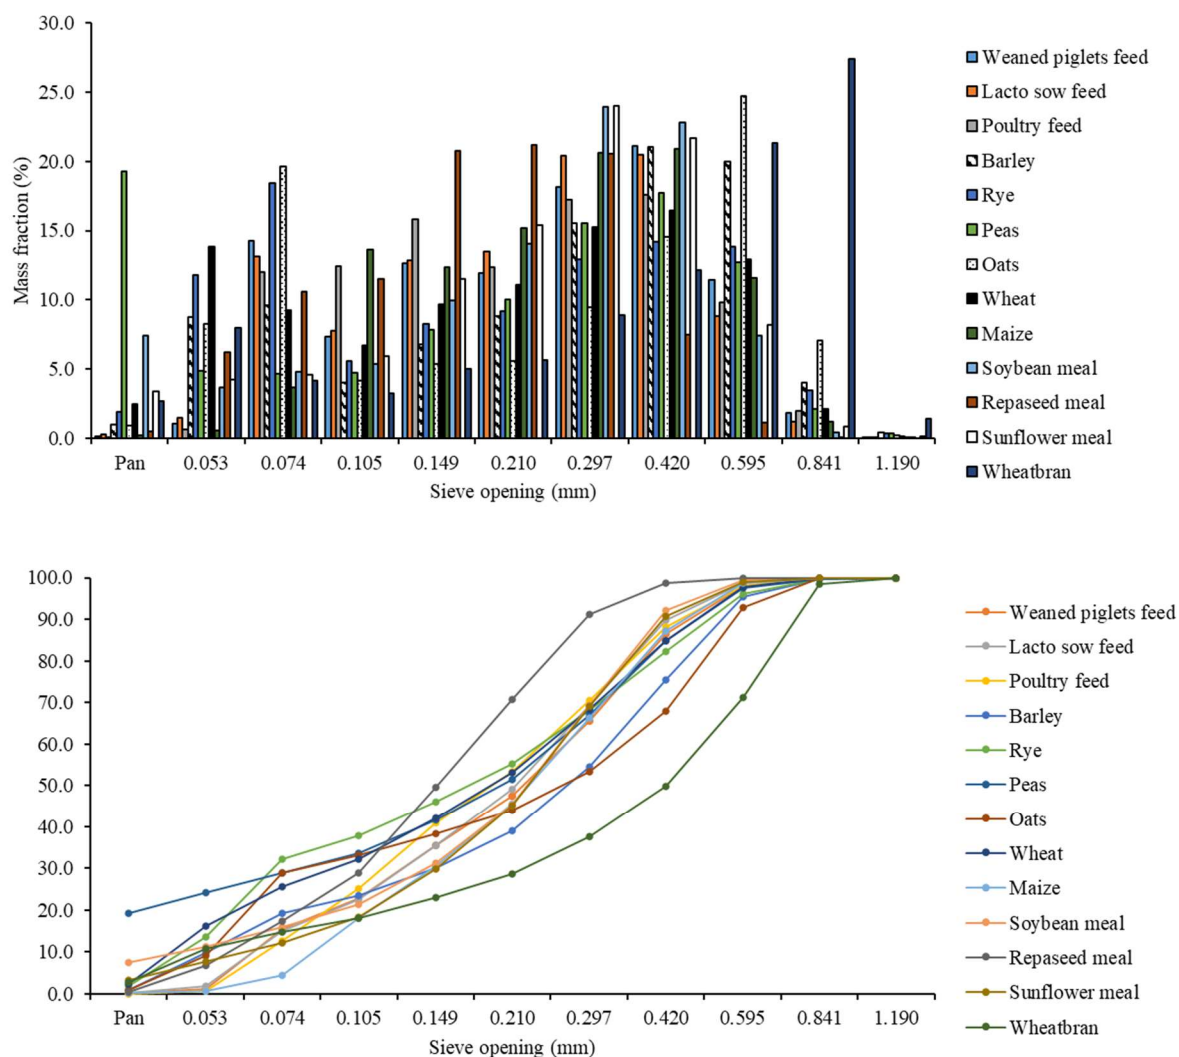 30.0
25.0
20.0
15.0
10.0
5.0
0.0
Mass fraction (%)
Pan 0.053 0.074 0.105 0.149 0.210 0.297 0.420 0.595 0.841 1.190
Sieve opening (mm)
Weaned piglets feed
Lacto sow feed
Poultry feed
Barley
Rye
Peas
Oats
Wheat
Maize
Soybean meal
Repaseed meal
Sunflower meal
Wheatbran
100.0
90.0
80.0
70.0
60.0
50.0
40.0
30.0
20.0
10.0
0.0
Pan 0.053 0.074 0.105 0.149 0.210 0.297 0.420 0.595 0.841 1.190
Sieve opening (mm)
Weaned piglets feed
Lacto sow feed
Poultry feed
Barley
Rye
Peas
Oats
Wheat
Maize
Soybean meal
Repaseed meal
Sunflower meal
Wheatbran